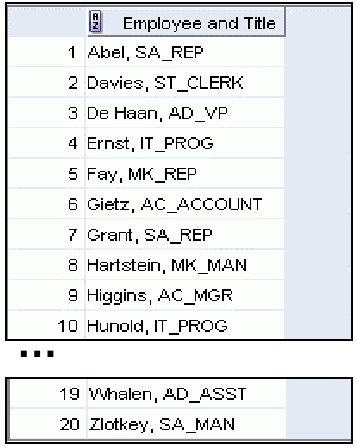 Employee and Title
1 Abel, SA_REP
2 Davies, ST_CLERK
3 De Haan, AD_VP
4 Ernst, IT_PROG
5 Fay, MK_REP
6 Gietz, AC_ACCOUNT
7 Grant, SA_REP
8 Hartstein, MK_MAN
9 Higgins, AC_MGR
10 Hunold, IT_PROG
...
19 Whalen, AD_ASST
20 Zlotkey, SA_MAN